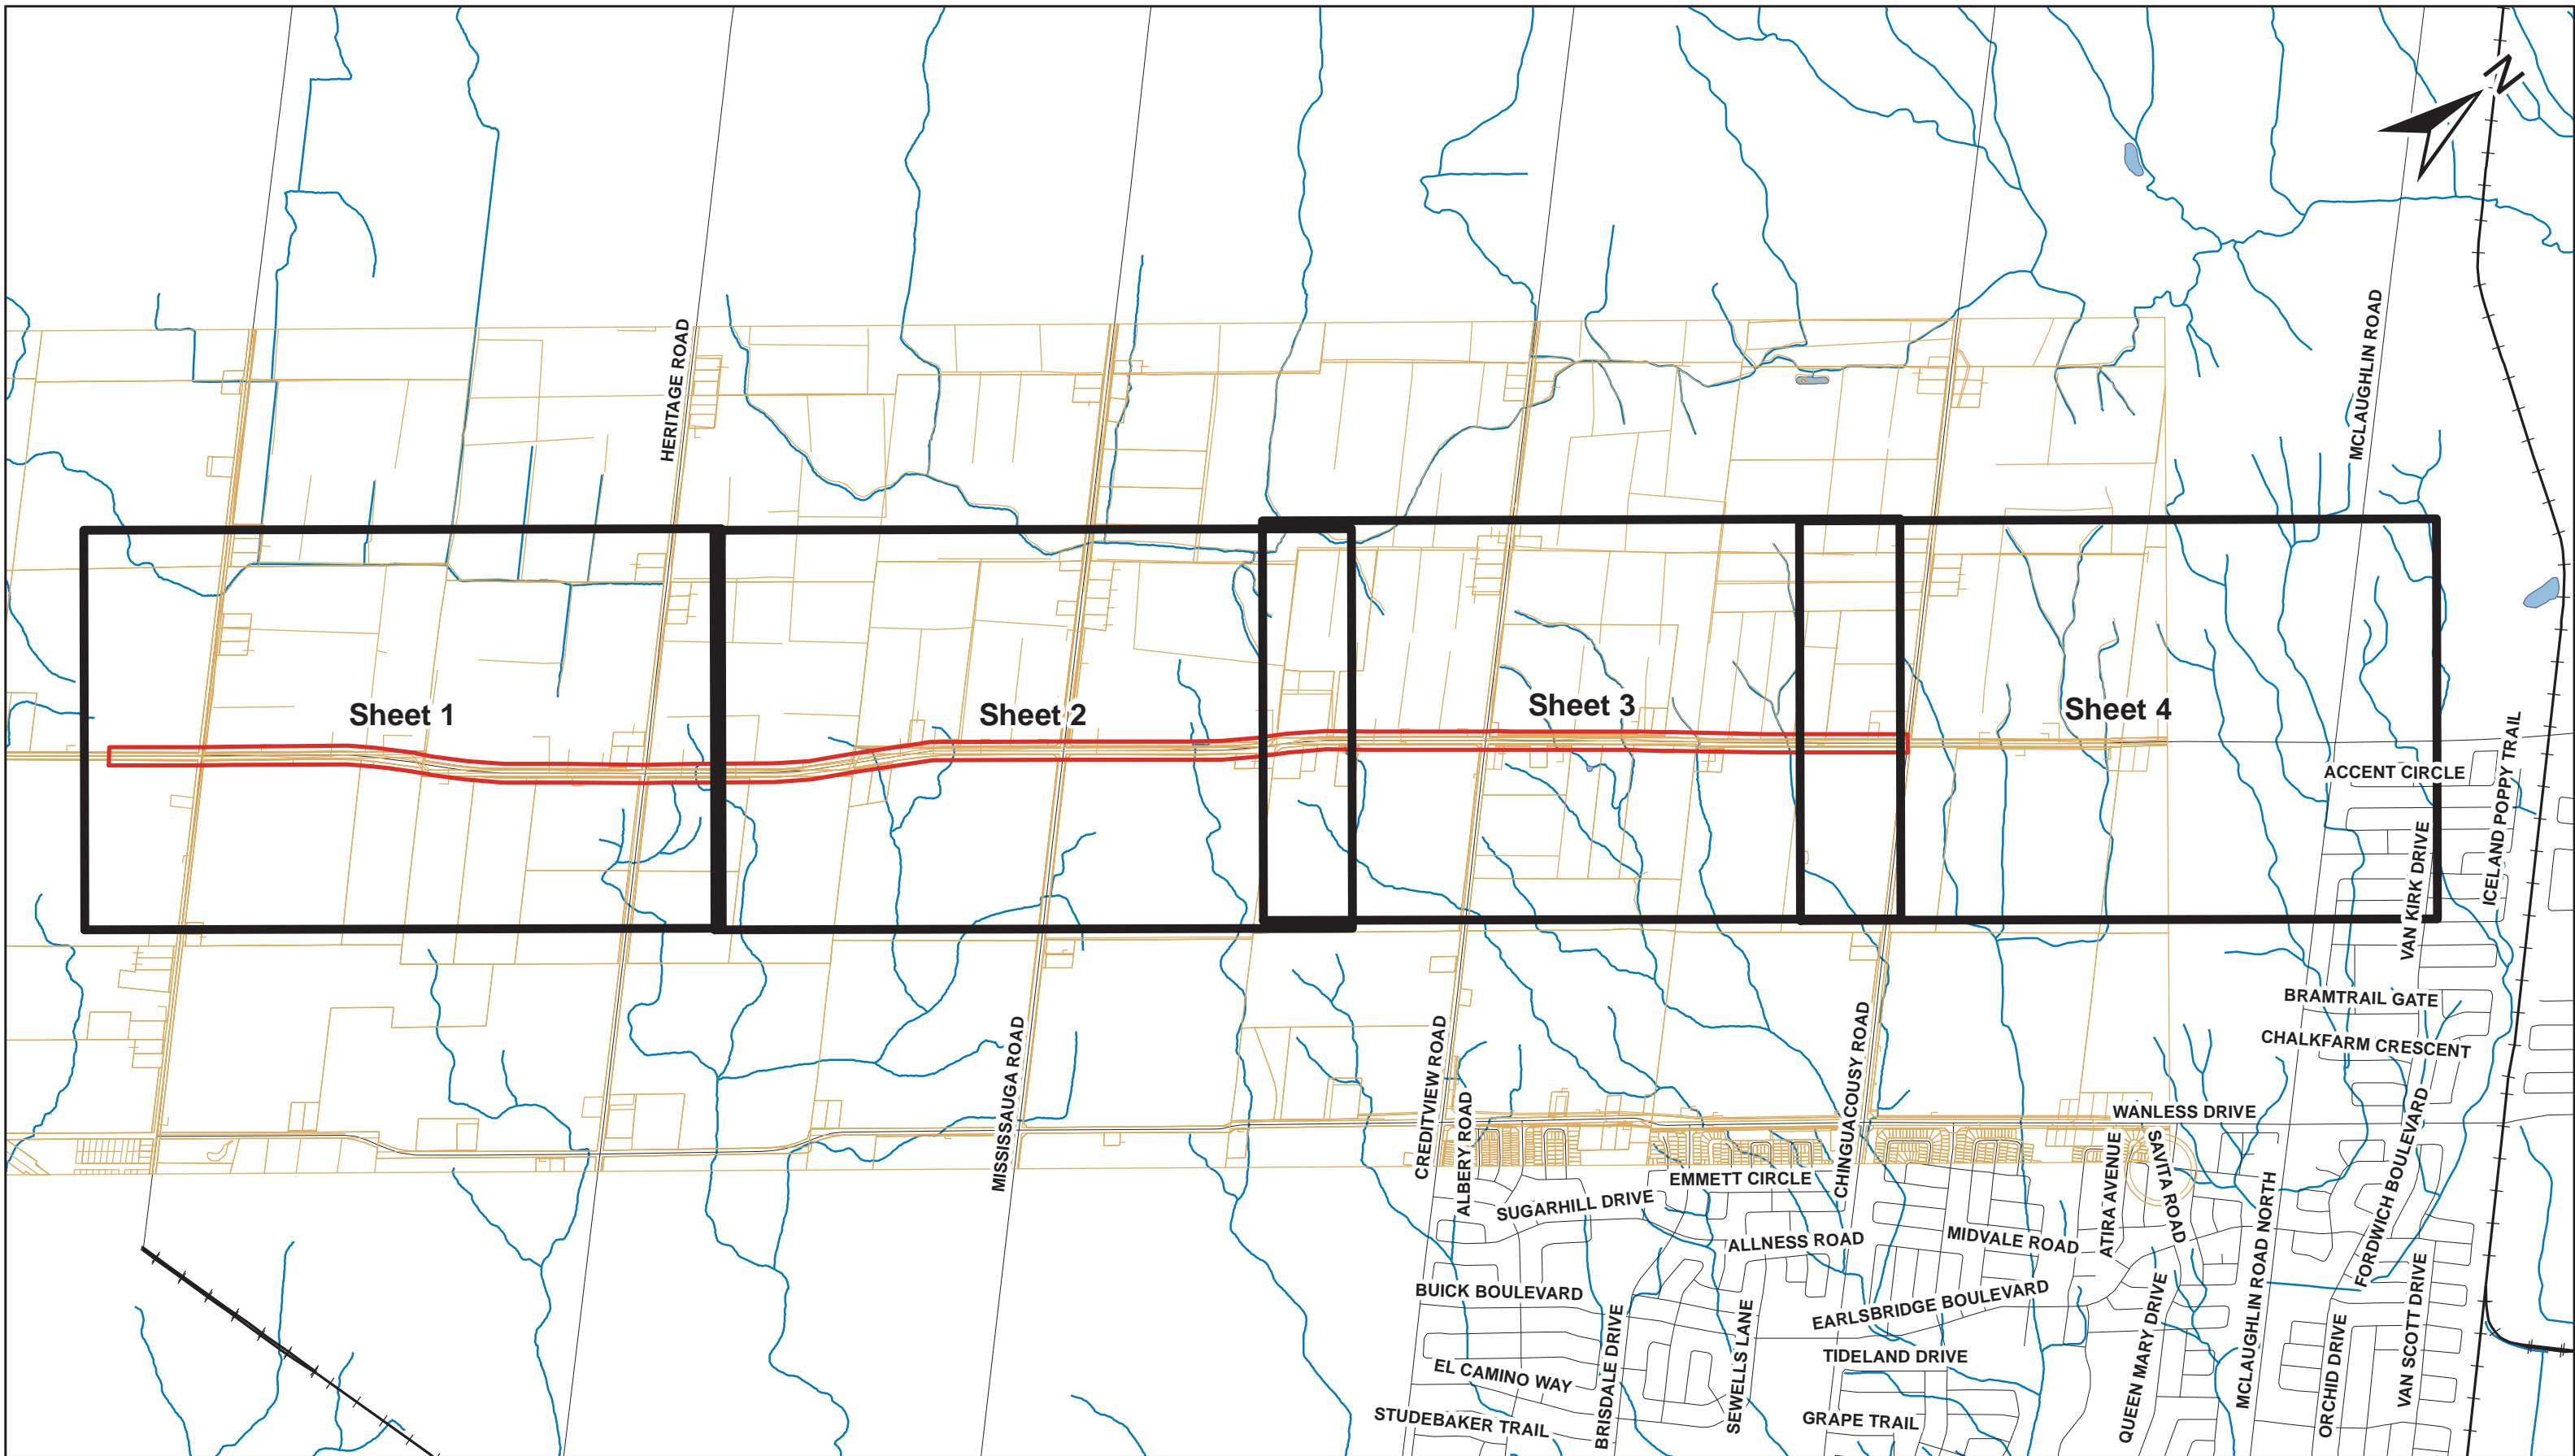 N
HERITAGE ROAD
MCLAUGHLIN ROAD
Sheet 1
Sheet 2
Sheet 3
Sheet 4
ACCENT CIRCLE
ICELAND POPPY TRAIL
VAN KIRK DRIVE
BRAMTRAIL GATE
CHALKFARM CRESCENT
MISSISSAUGA ROAD
CREDITVIEW ROAD
ALBERY ROAD
CHINGUACOUSY ROAD
WANLESS DRIVE
EMMETT CIRCLE
SUGARHILL DRIVE
ALLNESS ROAD
MIDVALE ROAD
ATIRA AVENUE
SAVITA ROAD
MCLAUGHLIN ROAD NORTH
FORDWICH BOULEVARD
BUICK BOULEVARD
EARLSBRIDGE BOULEVARD
BRISDALE DRIVE
SEWELLS LANE
QUEEN MARY DRIVE
ORCHID DRIVE
VAN SCOTT DRIVE
TIDELAND DRIVE
EL CAMINO WAY
STUDEBAKER TRAIL
GRAPE TRAIL